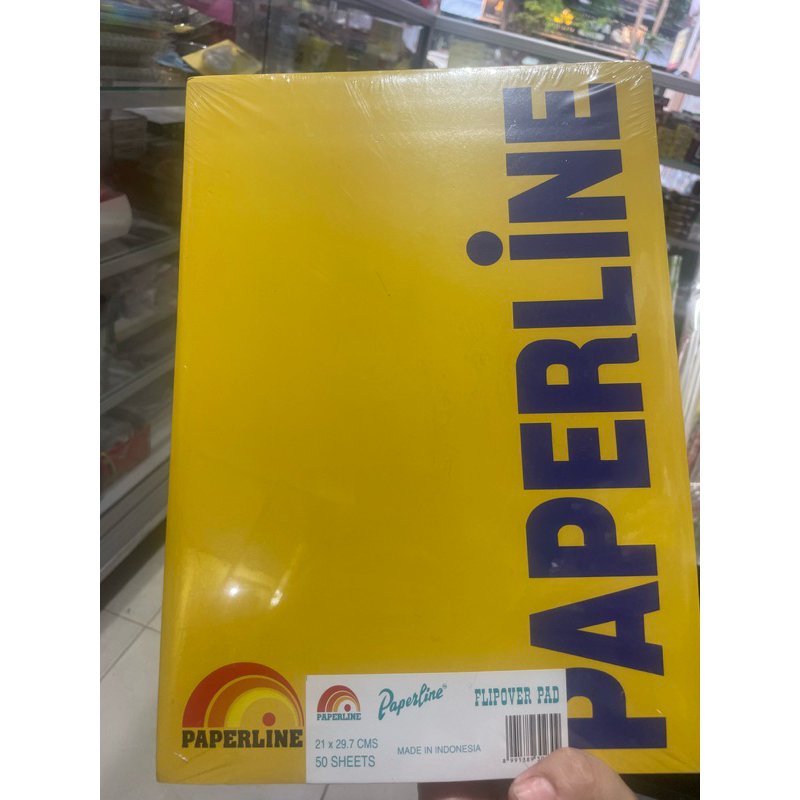 PAPERLiNE
PAPERLINE
PAPERLINE
Paperline
FLIPOVER PAD
21 x 29.7 CMS
50 SHEETS
MADE IN INDONESIA